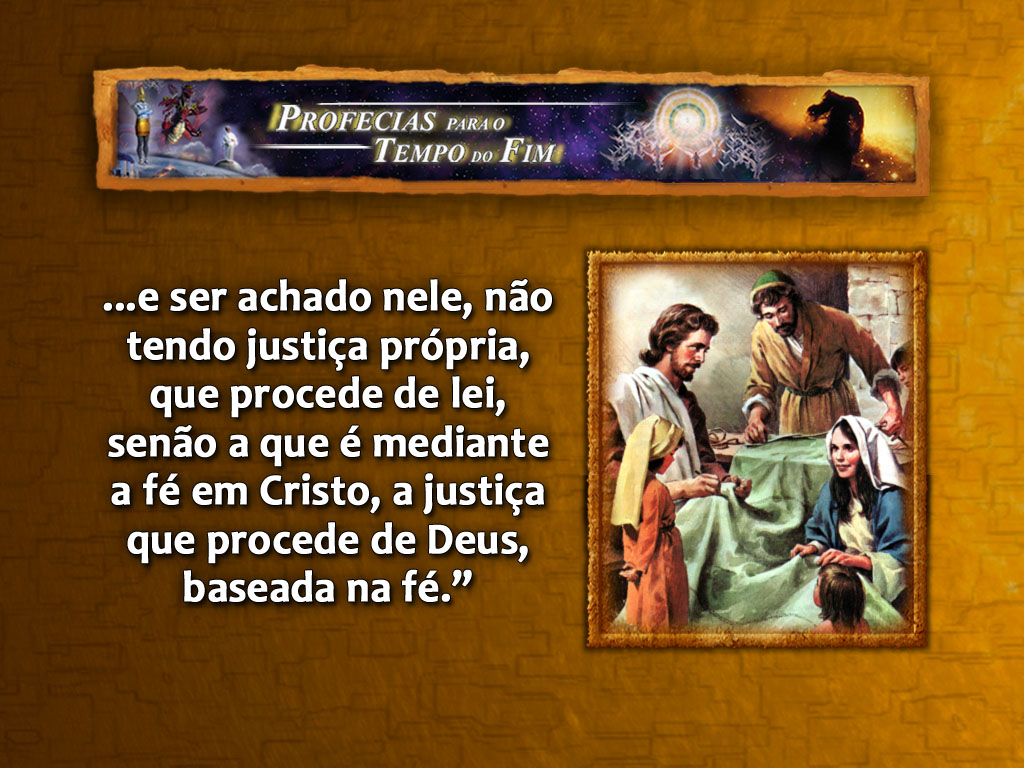 PROFECIAS PARA O
TEMPO DO FIM
...e ser achado nele, não
tendo justiça própria,
que procede de lei,
senão a que é mediante
a fé em Cristo, a justiça
que procede de Deus,
baseada na fé.”